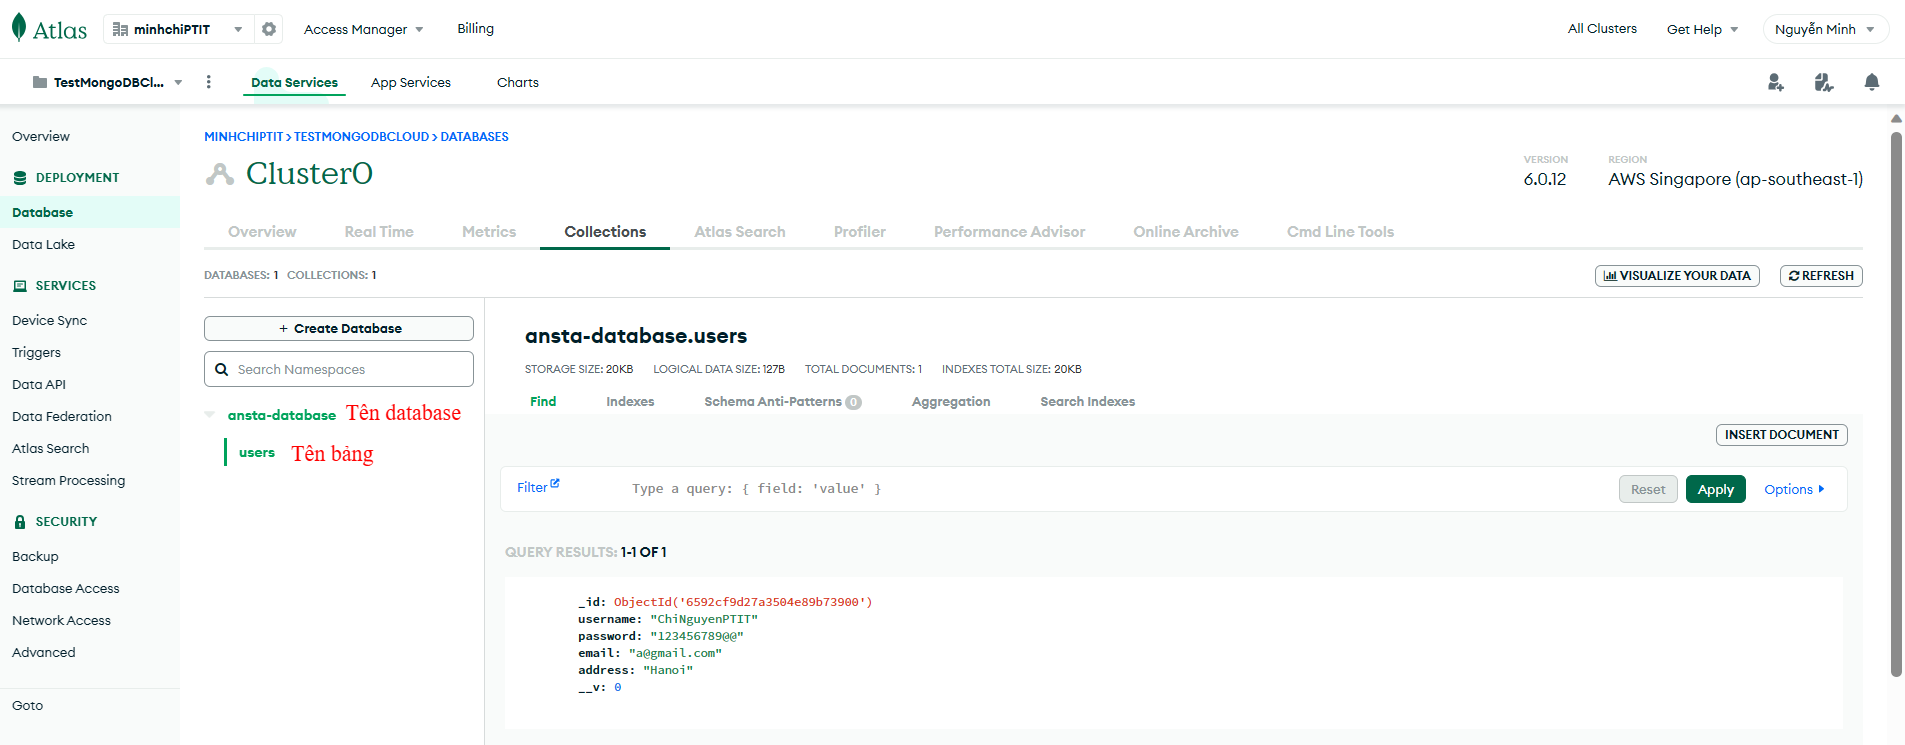 Atlas
minhchiPTIT
Access Manager
Billing
All Clusters
Get Help
Nguyễn Minh
TestMongoDBCl...
Data Services
App Services
Charts
Overview
DEPLOYMENT
Database
Data Lake
SERVICES
Device Sync
Triggers
Data API
Data Federation
Atlas Search
Stream Processing
SECURITY
Backup
Database Access
Network Access
Advanced
Goto
MINHCHIPTIT > TESTMONGODBCLOUD > DATABASES
Cluster0
VERSION
6.0.12
REGION
AWS Singapore (ap-southeast-1)
Overview
Real Time
Metrics
Collections
Atlas Search
Profiler
Performance Advisor
Online Archive
Cmd Line Tools
DATABASES: 1 COLLECTIONS: 1
VISUALIZE YOUR DATA
REFRESH
+ Create Database
Search Namespaces
ansta-database Tên database
users Tên bảng
ansta-database.users
STORAGE SIZE: 20KB LOGICAL DATA SIZE: 127B TOTAL DOCUMENTS: 1 INDEXES TOTAL SIZE: 20KB
Find
Indexes
Schema Anti-Patterns 0
Aggregation
Search Indexes
INSERT DOCUMENT
Filter
Type a query: { field: 'value' }
Reset
Apply
Options
QUERY RESULTS: 1-1 OF 1
_id: ObjectId('6592cf9d27a3504e89b73900')
username: "ChiNguyenPTIT"
password: "123456789@@"
email: "a@gmail.com"
address: "Hanoi"
__v: 0